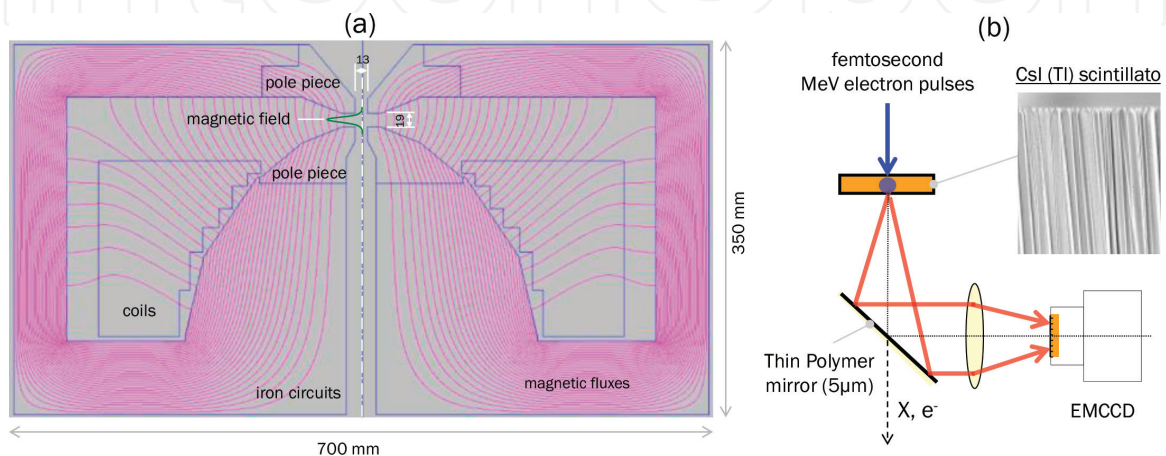 (a)
13
pole piece
magnetic field
19
pole piece
coils
iron circuits
magnetic fluxes
350 mm
700 mm
(b)
femtosecond
MeV electron pulses
CsI (Tl) scintillato
Thin Polymer
mirror (5μm)
X, e-
EMCCD